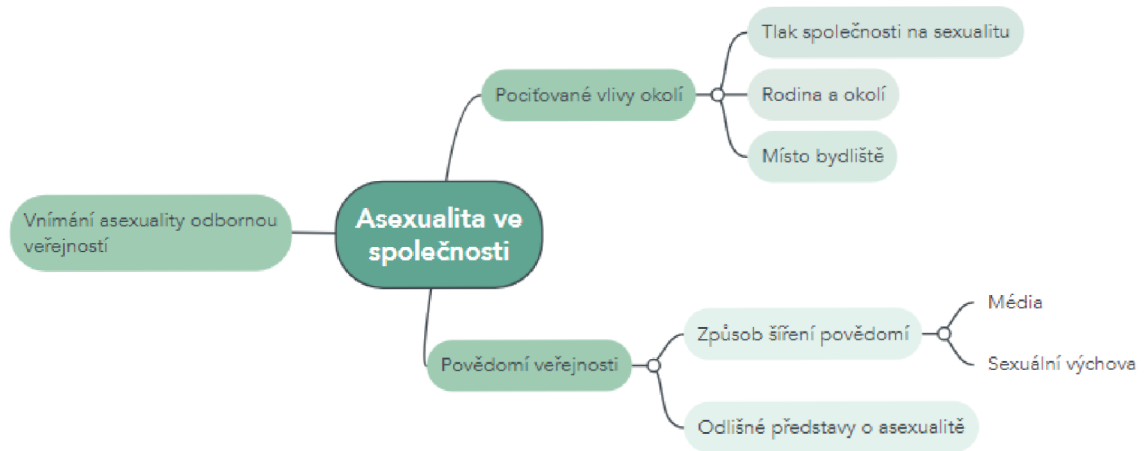 Tlak společnosti na sexualitu
Pociťované vlivy okolí
Rodina a okolí
Místo bydliště
Vnímání asexuality odbornou
veřejností
Asexualita ve
společnosti
Povědomí veřejnosti
Způsob šíření povědomí
Média
Sexuální výchova
Odlišné představy o asexualitě